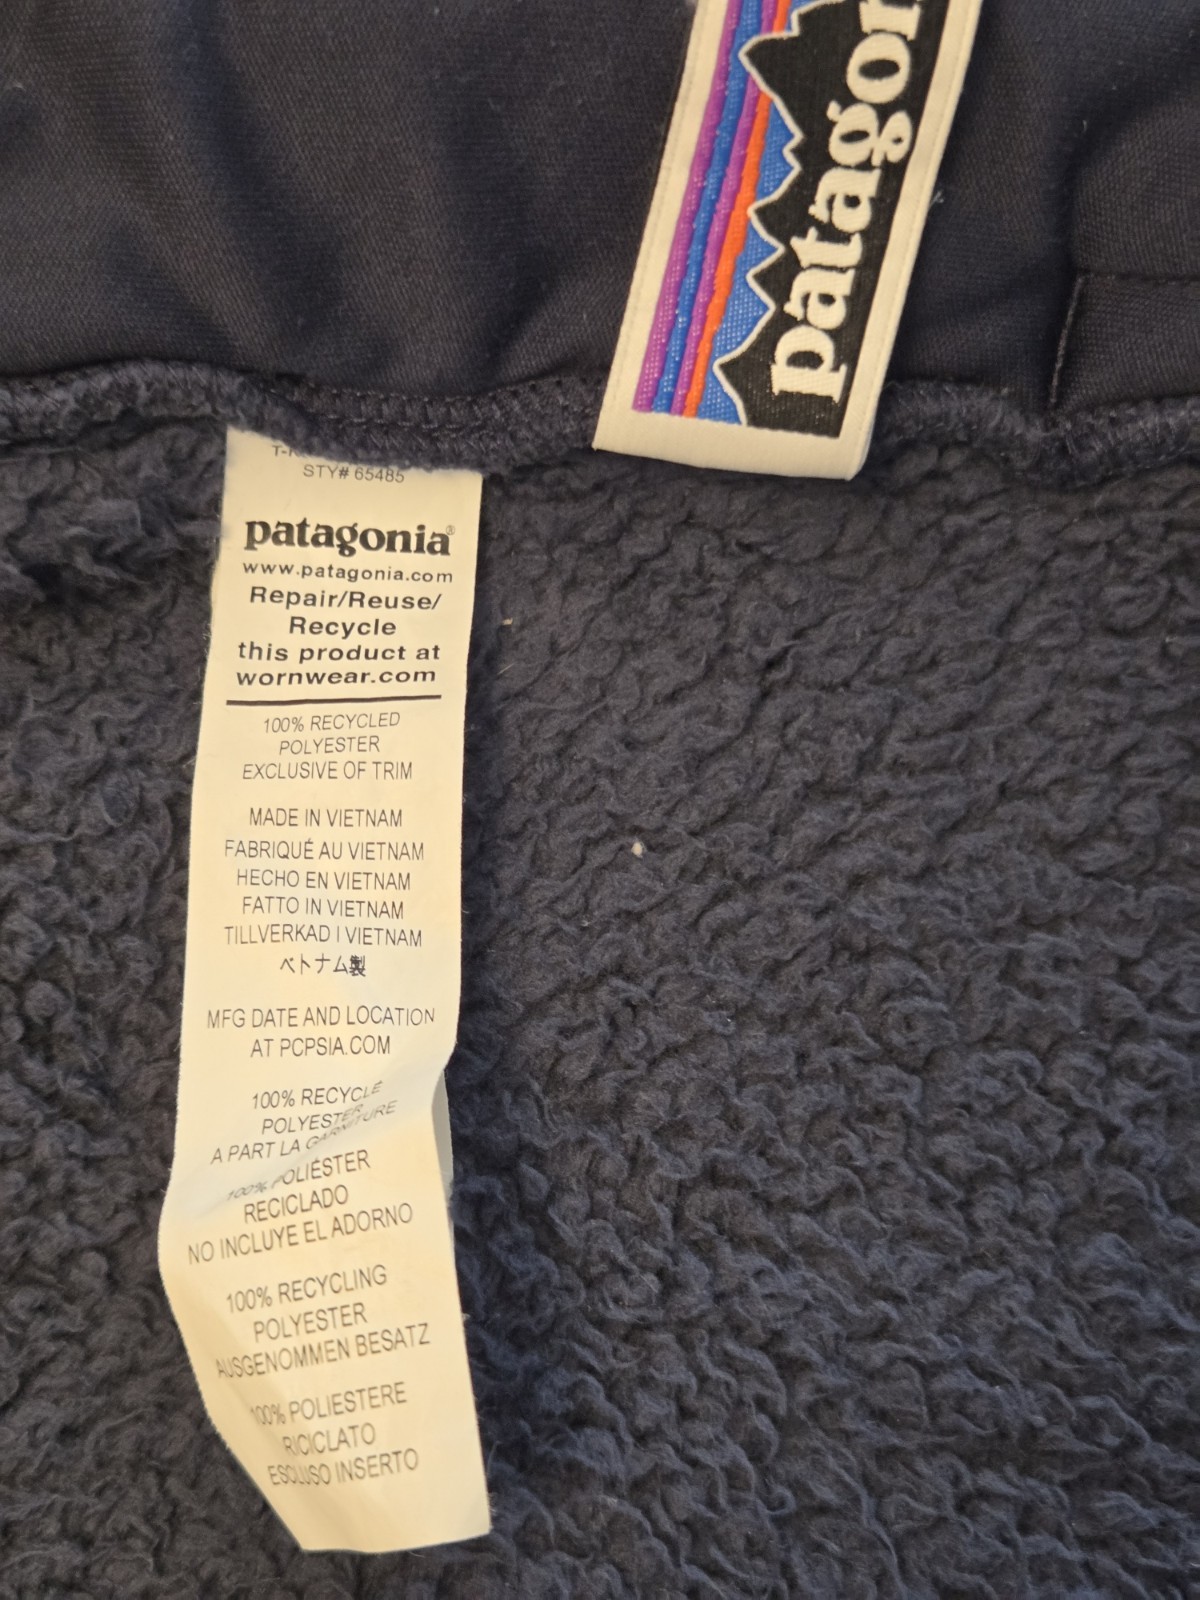 patagon
STY# 65485
patagonia®
www.patagonia.com
Repair/Reuse/
Recycle
this product at
wornwear.com
100% RECYCLED
POLYESTER
EXCLUSIVE OF TRIM
MADE IN VIETNAM
FABRIQUÉ AU VIETNAM
HECHO EN VIETNAM
FATTO IN VIETNAM
TILLVERKAD I VIETNAM
ベトナム製
MFG DATE AND LOCATION
AT PCPSIA.COM
100% RECYCLÉ
POLYESTER
A PART LA GARNITURE
100% POLIÉSTER
RECICLADO
NO INCLUYE EL ADORNO
100% RECYCLING
POLYESTER
AUSGENOMMEN BESATZ
100% POLIESTERE
RICICLATO
ESCLUSO INSERTO